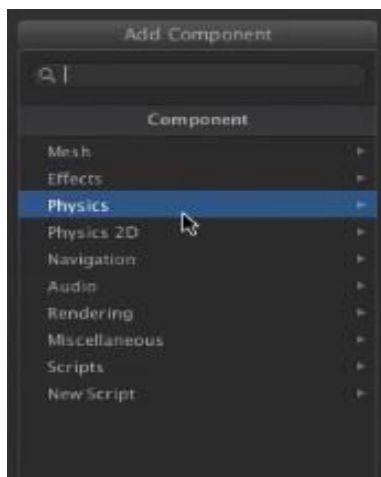 Add Component
Component
Mesh
Effects
Physics
Physics 2D
Navigation
Audio
Rendering
Miscellaneous
Scripts
New Script